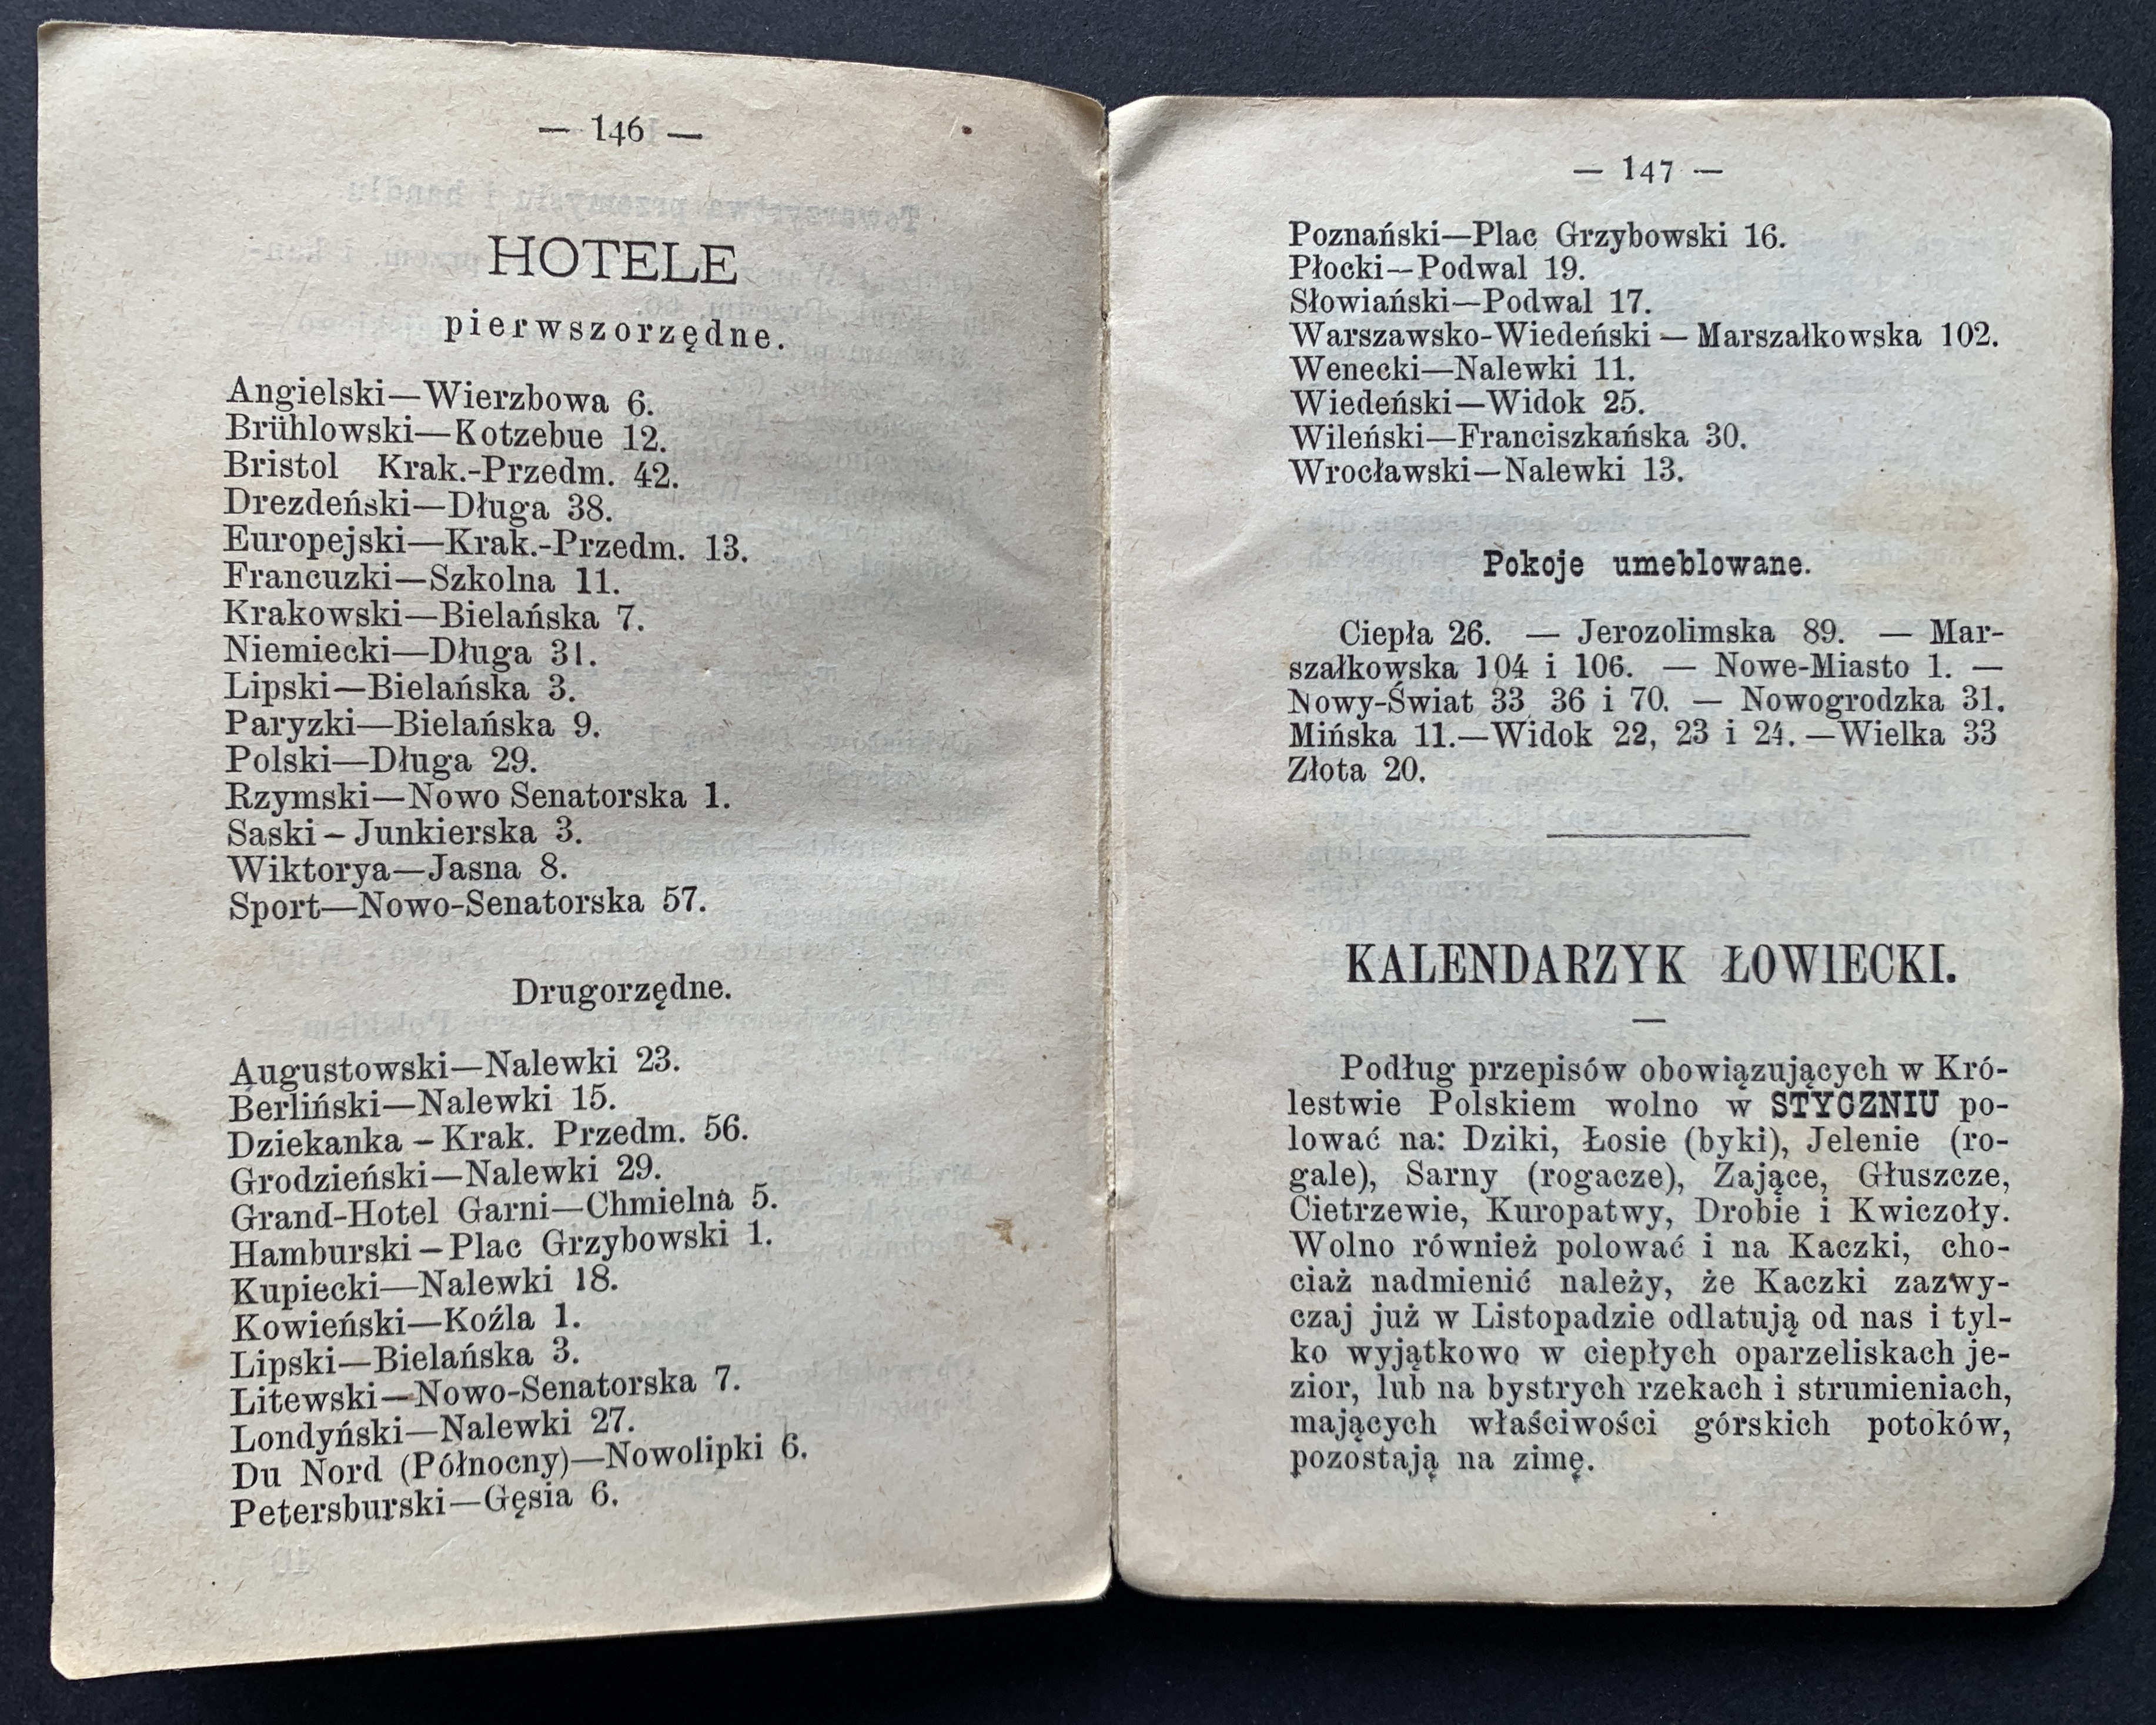 — 146 —
HOTELE
pierwszorzędne.
Angielski—Wierzbowa 6.
Brühlowski—Kotzebue 12.
Bristol Krak.-Przedm. 42.
Drezdeński—Długa 38.
Europejski—Krak.-Przedm. 13.
Francuzki—Szkolna 11.
Krakowski—Bielańska 7.
Niemiecki—Długa 31.
Lipski—Bielańska 3.
Paryzki—Bielańska 9.
Polski—Długa 29.
Rzymski—Nowo Senatorska 1.
Saski – Junkierska 3.
Wiktorya—Jasna 8.
Sport—Nowo-Senatorska 57.
Drugorzędne.
Augustowski—Nalewki 23.
Berliński—Nalewki 15.
Dziekanka – Krak. Przedm. 56.
Grodzieński—Nalewki 29.
Grand-Hotel Garni—Chmielna 5.
Hamburski – Plac Grzybowski 1.
Kupiecki—Nalewki 18.
Kowieński—Koźla 1.
Lipski—Bielańska 3.
Litewski—Nowo-Senatorska 7.
Londyński—Nalewki 27.
Du Nord (Północny)—Nowolipki 6.
Petersburski—Gęsia 6.
— 147 —
Poznański—Plac Grzybowski 16.
Płocki—Podwal 19.
Słowiański—Podwal 17.
Warszawsko-Wiedeński — Marszałkowska 102.
Wenecki—Nalewki 11.
Wiedeński—Widok 25.
Wileński—Franciszkańska 30.
Wrocławski—Nalewki 13.
Pokoje umeblowane.
Ciepła 26. — Jerozolimska 89. — Mar-
szałkowska 104 i 106. — Nowe-Miasto 1. —
Nowy-Świat 33 36 i 70. — Nowogrodzka 31.
Mińska 11.—Widok 22, 23 i 24.—Wielka 33
Złota 20.
KALENDARZYK ŁOWIECKI.
Podług przepisów obowiązujących w Kró-
lestwie Polskiem wolno w STYCZNIU po-
lować na: Dziki, Łosie (byki), Jelenie (ro-
gale), Sarny (rogacze), Zające, Głuszcze,
Cietrzewie, Kuropatwy, Drobie i Kwiczoły.
Wolno również polować i na Kaczki, cho-
ciaż nadmienić należy, że Kaczki zazwy-
czaj już w Listopadzie odlatują od nas i tyl-
ko wyjątkowo w ciepłych oparzeliskach je-
zior, lub na bystrych rzekach i strumieniach,
mających właściwości górskich potoków,
pozostają na zimę.